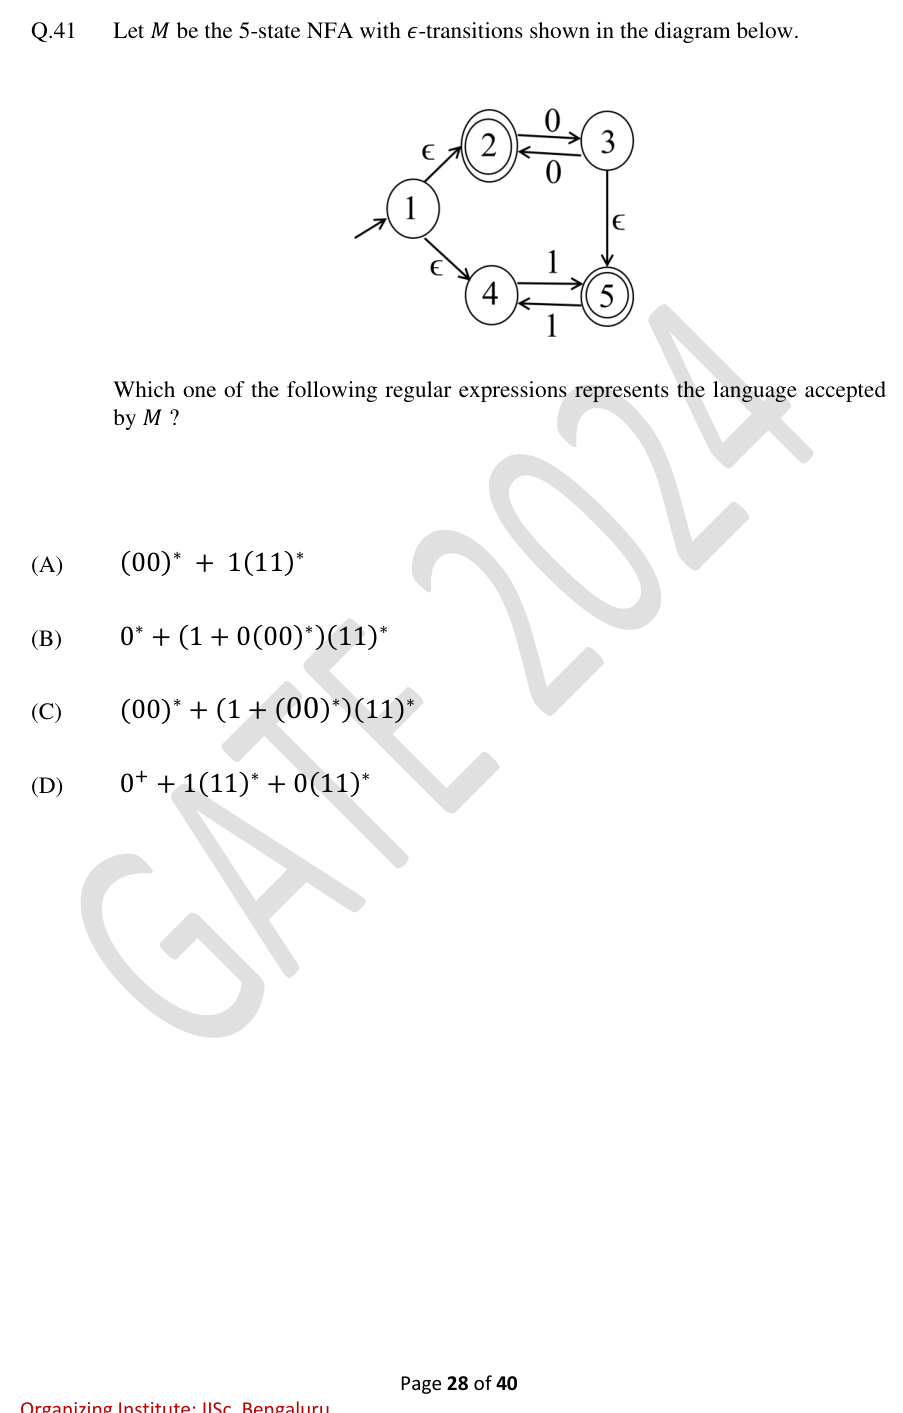 Q.41 Let M be the 5-state NFA with ϵ-transitions shown in the diagram below.
0
2 3
ϵ
0
1
ϵ
ϵ
1
4 5
1
Which one of the following regular expressions represents the language accepted
by M ?
(A) (00)* + 1(11)*
(B) 0* + (1 + 0(00)*)(11)*
(C) (00)* + (1 + (00)*)(11)*
(D) 0⁺ + 1(11)* + 0(11)*
GATE 2024
Page 28 of 40
Organizing Institute: IISc, Bengaluru